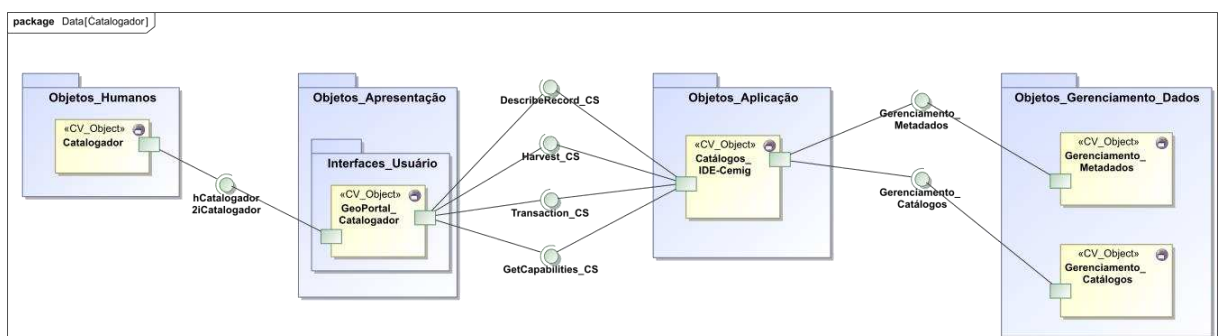 package Data[Catalogador]
Objetos_Humanos
«CV_Object»
Catalogador
hCatalogador
2iCatalogador
Objetos_Apresentação
Interfaces_Usuário
«CV_Object»
GeoPortal_
Catalogador
DescribeRecord_CS
Harvest_CS
Transaction_CS
GetCapabilities_CS
Objetos_Aplicação
«CV_Object»
Catálogos_
IDE-Cemig
Gerenciamento_
Metadados
Gerenciamento_
Catálogos
Objetos_Gerenciamento_Dados
«CV_Object»
Gerenciamento_
Metadados
«CV_Object»
Gerenciamento_
Catálogos